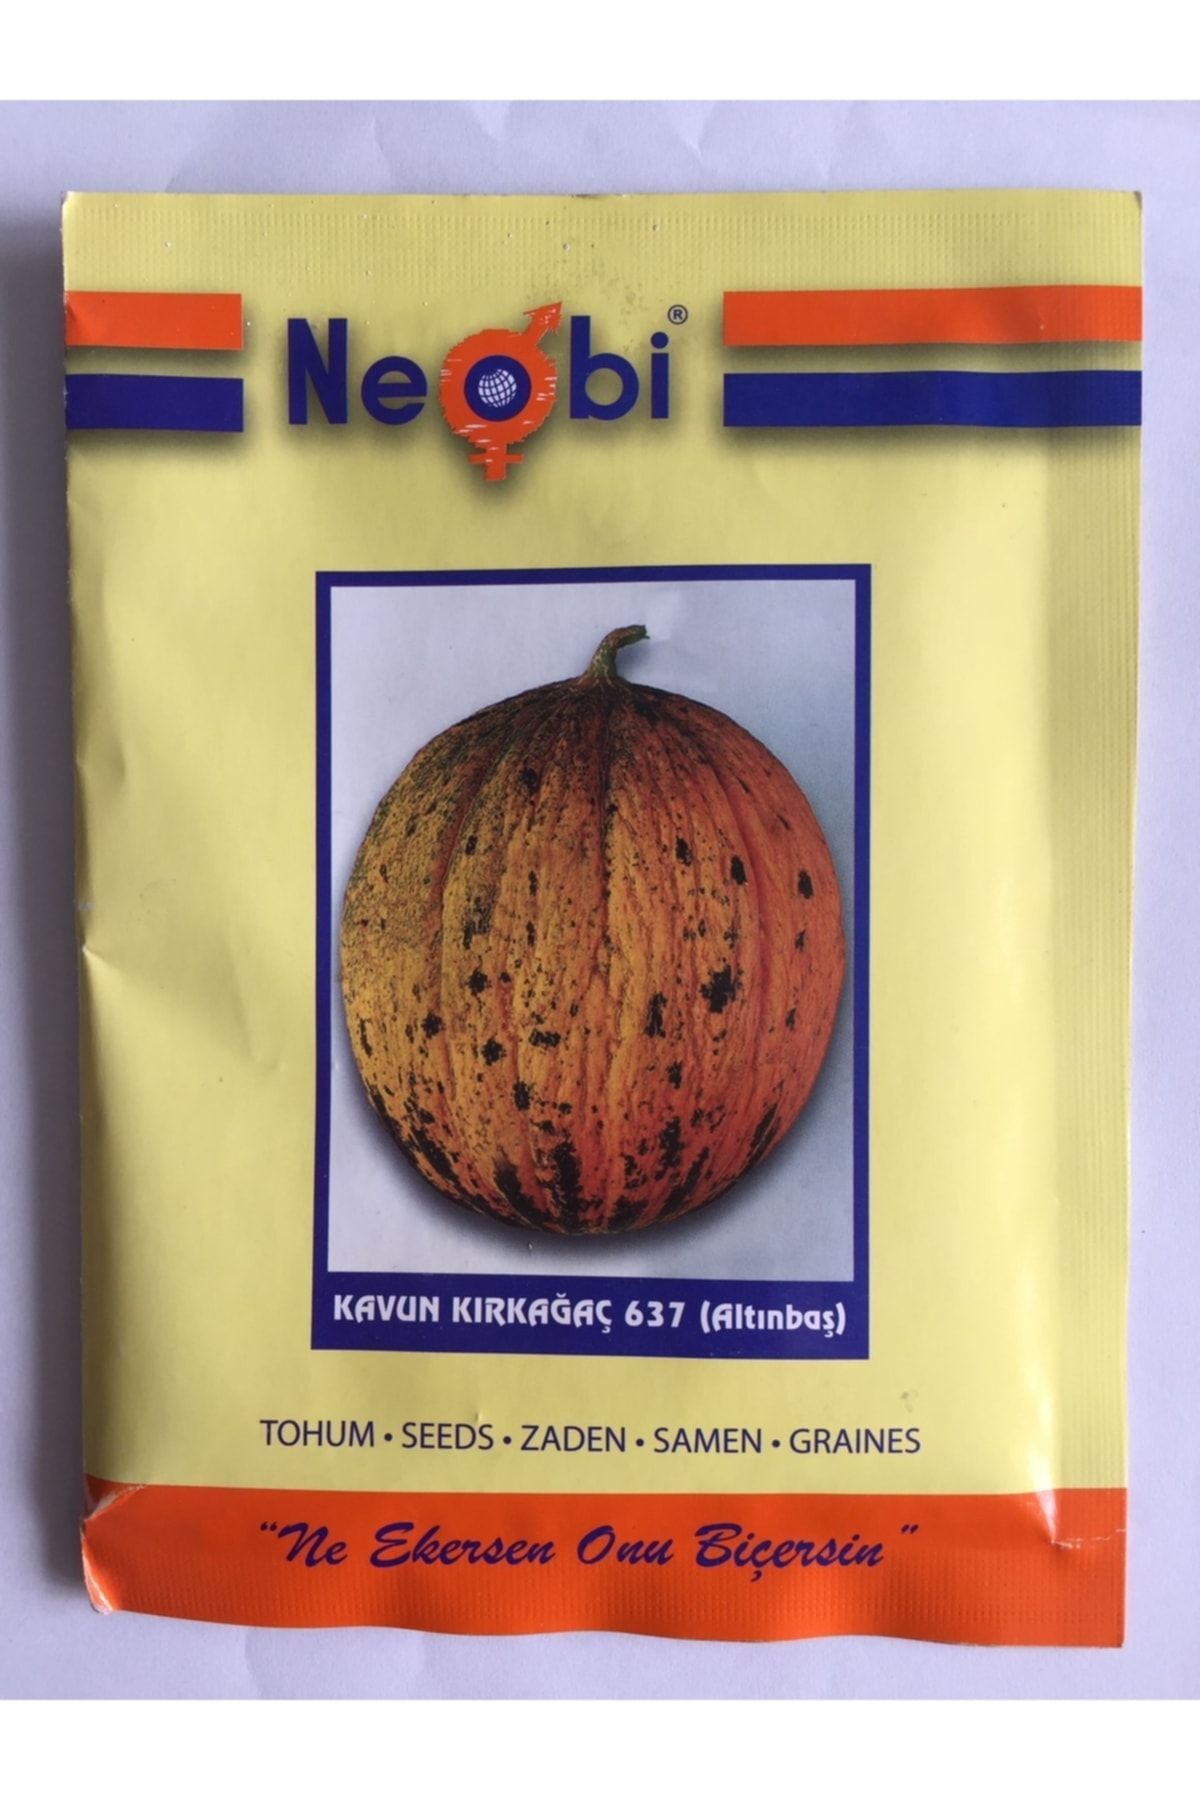 Neobi®
KAVUN KIRKAĞAÇ 637 (Altınbaş)
TOHUM • SEEDS • ZADEN • SAMEN • GRAINES
"Ne Ekersen Onu Biçersin"